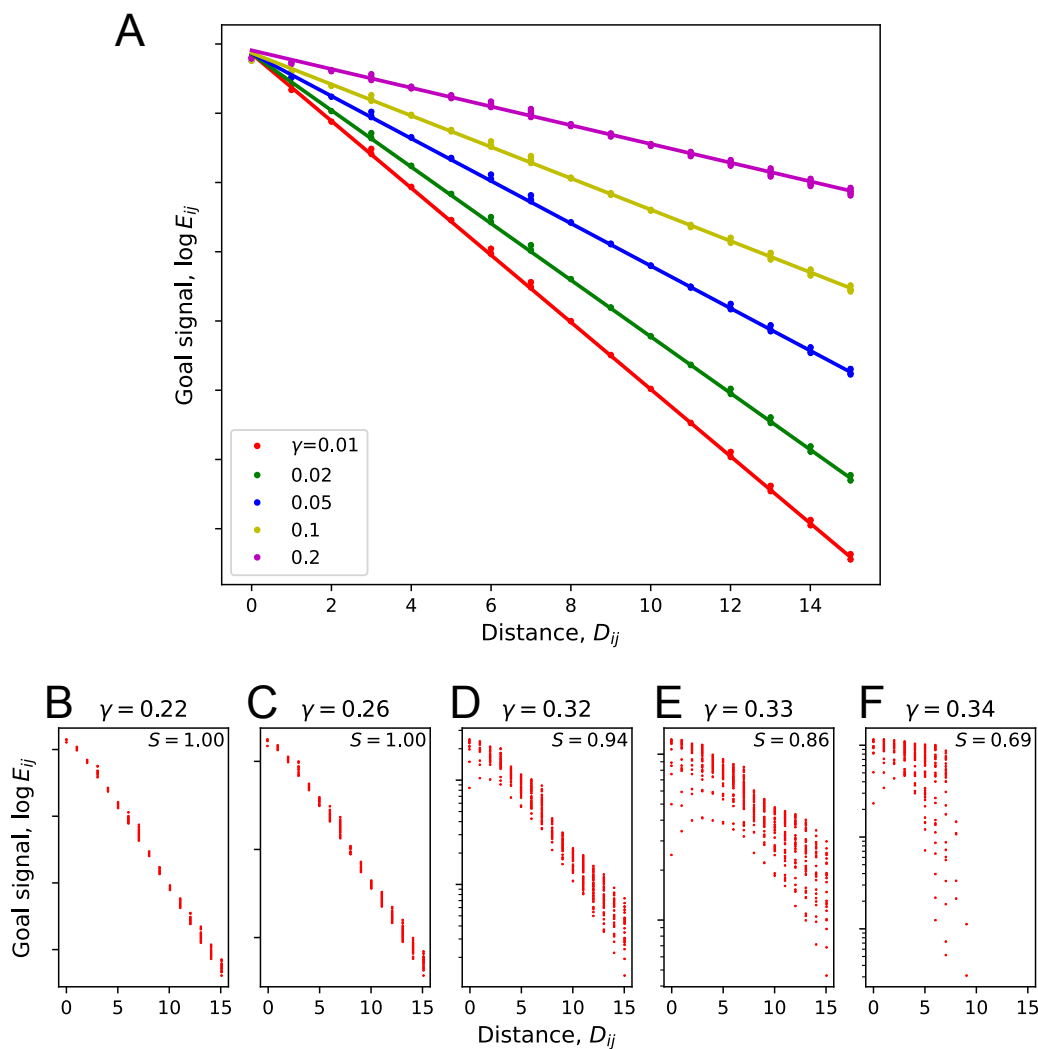 A
Goal signal, log E_ij
γ=0.01
0.02
0.05
0.1
0.2
0 2 4 6 8 10 12 14
Distance, D_ij
B γ = 0.22
S = 1.00
C γ = 0.26
S = 1.00
D γ = 0.32
S = 0.94
E γ = 0.33
S = 0.86
F γ = 0.34
S = 0.69
Goal signal, log E_ij
0 5 10 15
0 5 10 15
0 5 10 15
0 5 10 15
0 5 10 15
Distance, D_ij